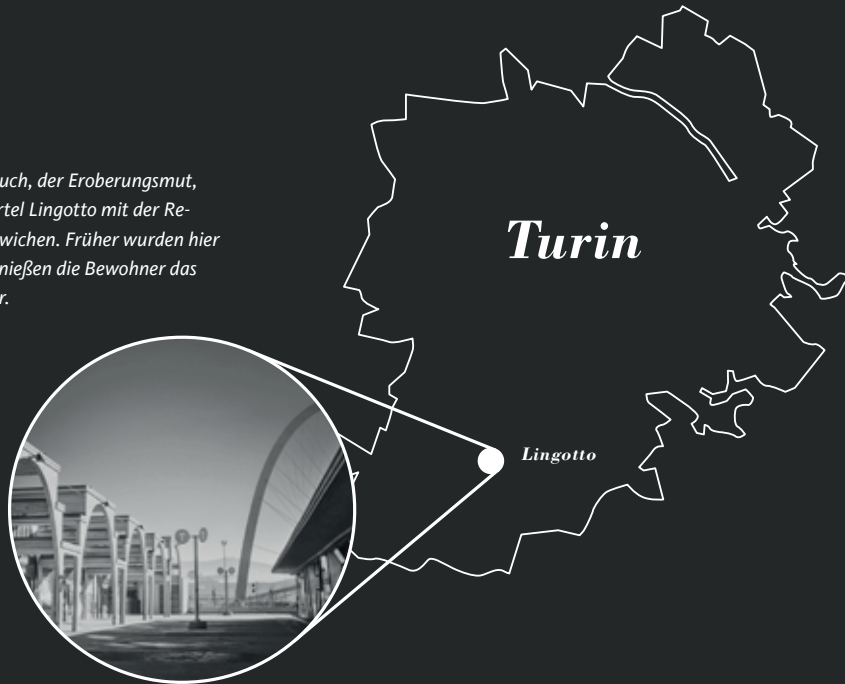 uch, der Eroberungsmut,
rtel Lingotto mit der Re-
wichen. Früher wurden hier
nießen die Bewohner das
r.
Turin
Lingotto